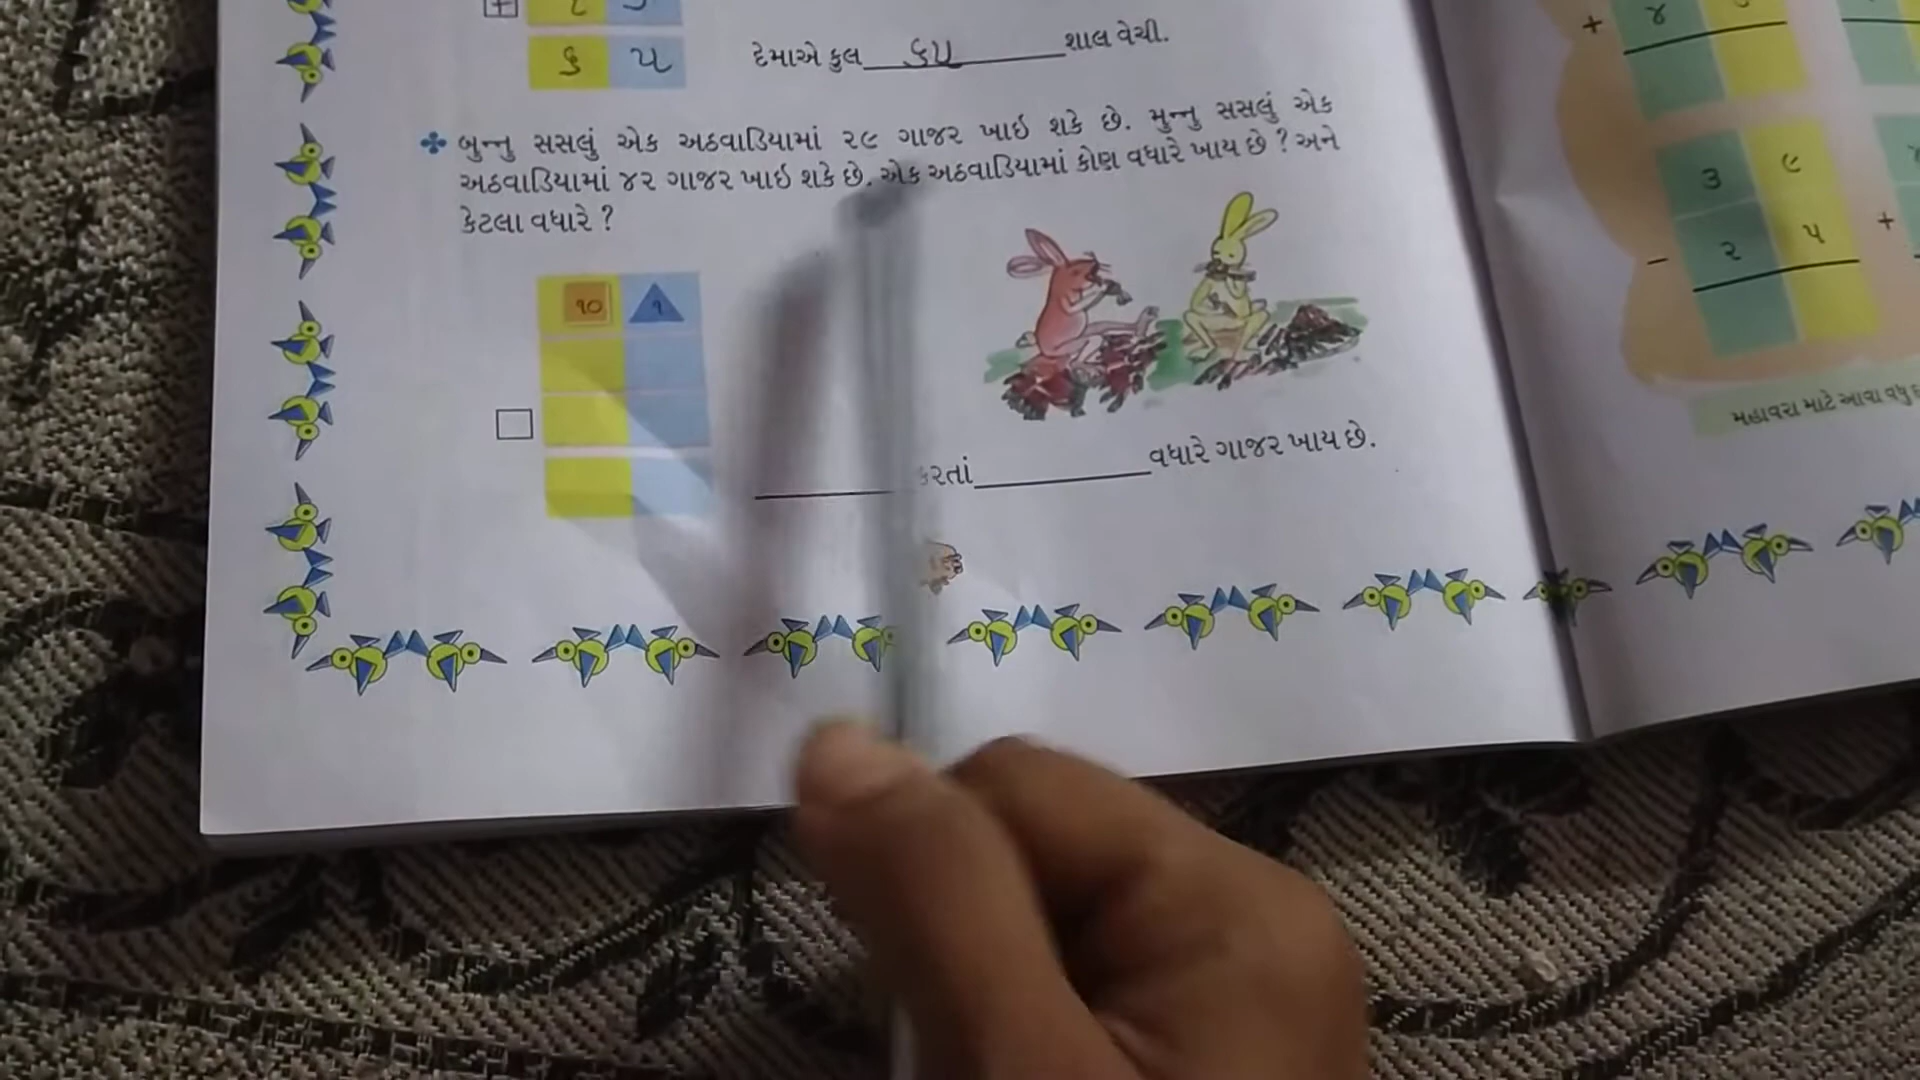 +
૬ ૫
દેમાએ કુલ ૬૫ શાલ વેચી.
બુન્નુ સસલું એક અઠવાડિયામાં ૨૯ ગાજર ખાઇ શકે છે. મુન્નુ સસલું એક
અઠવાડિયામાં ૪૨ ગાજર ખાઇ શકે છે. એક અઠવાડિયામાં કોણ વધારે ખાય છે ? અને
કેટલા વધારે ?
૧૦ ૧
કરતાં વધારે ગાજર ખાય છે.
+ ૪
૩ ૯
- ૨ ૫
+
મહાવરા માટે આવા વધુ